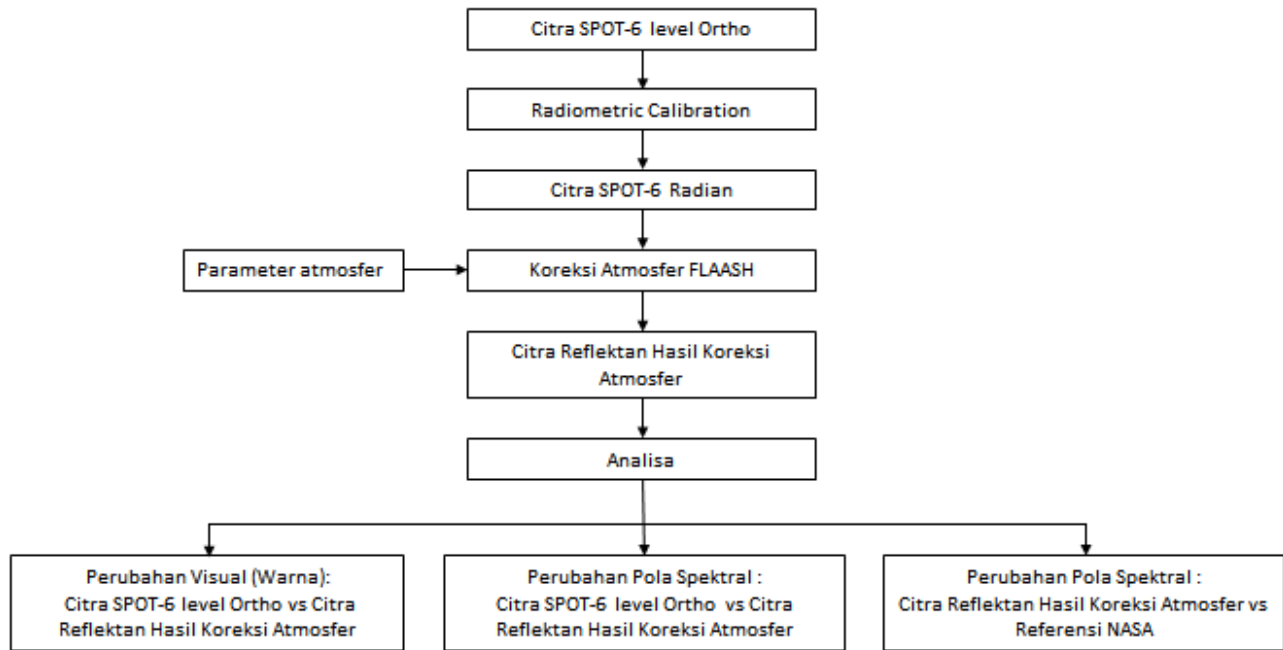 Citra SPOT-6 level Ortho
Radiometric Calibration
Citra SPOT-6 Radian
Parameter atmosfer
Koreksi Atmosfer FLAASH
Citra Reflektan Hasil Koreksi
Atmosfer
Analisa
Perubahan Visual (Warna):
Citra SPOT-6 level Ortho vs Citra
Reflektan Hasil Koreksi Atmosfer
Perubahan Pola Spektral :
Citra SPOT-6 level Ortho vs Citra
Reflektan Hasil Koreksi Atmosfer
Perubahan Pola Spektral :
Citra Reflektan Hasil Koreksi Atmosfer vs
Referensi NASA